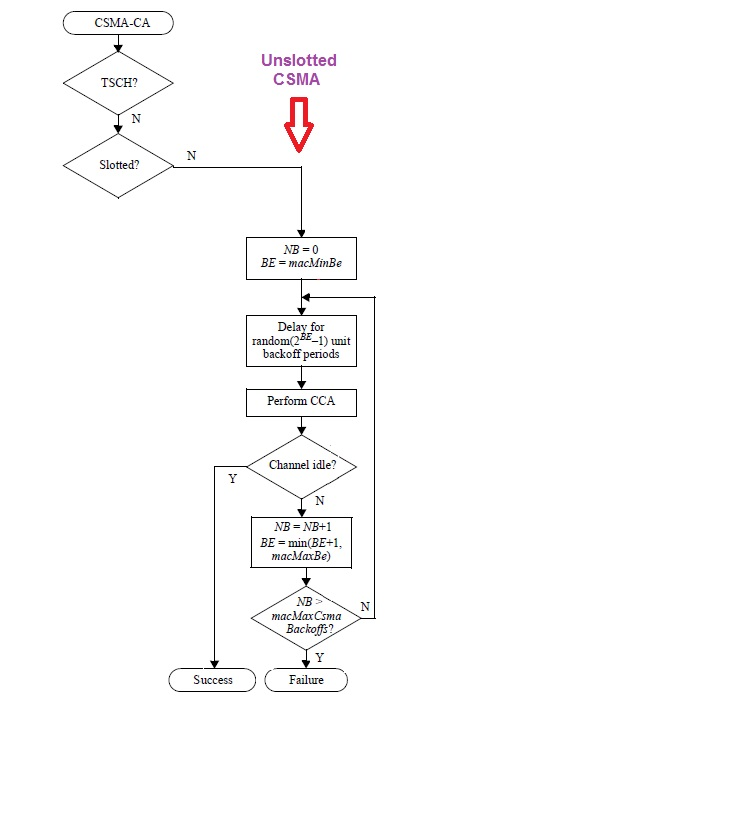 CSMA-CA
Unslotted
CSMA
TSCH?
N
Slotted?
N
NB = 0
BE = macMinBe
Delay for
random(2^BE–1) unit
backoff periods
Perform CCA
Channel idle?
Y
N
NB = NB+1
BE = min(BE+1,
macMaxBe)
NB >
macMaxCsma
Backoffs?
N
Y
Success
Failure